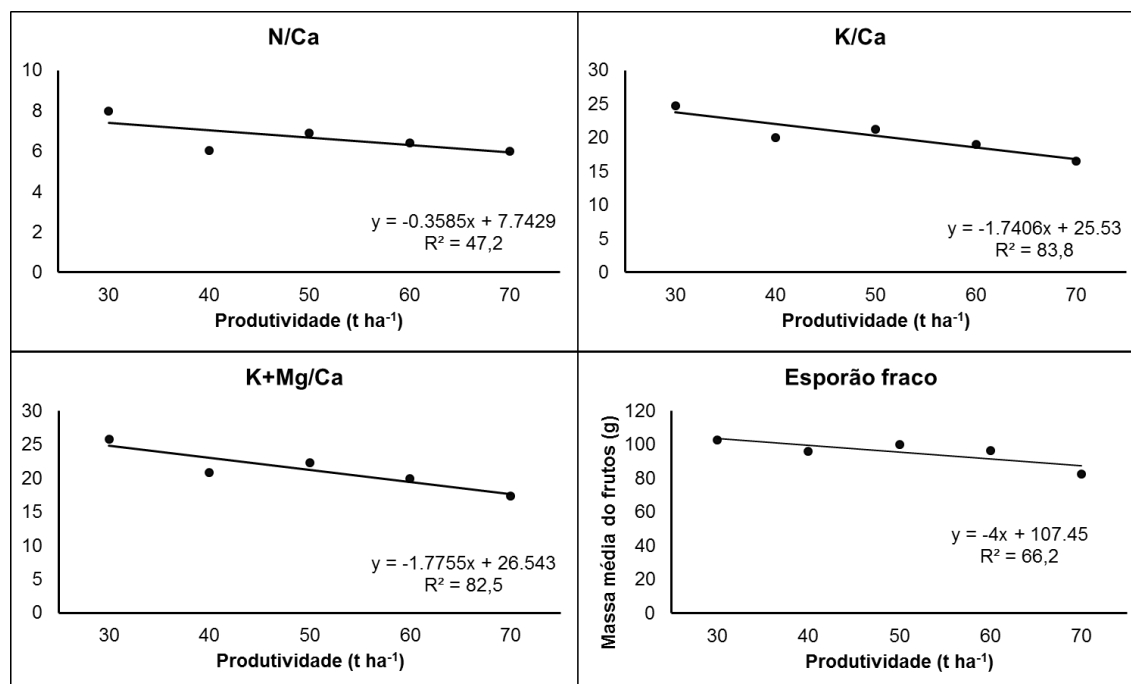 N/Ca
10
8
6
4
2
0
y = -0.3585x + 7.7429
R² = 47,2
30 40 50 60 70
Produtividade (t ha⁻¹)
K/Ca
30
25
20
15
10
5
0
y = -1.7406x + 25.53
R² = 83,8
30 40 50 60 70
Produtividade (t ha⁻¹)
K+Mg/Ca
30
25
20
15
10
5
0
y = -1.7755x + 26.543
R² = 82,5
30 40 50 60 70
Produtividade (t ha⁻¹)
Esporão fraco
Massa média do frutos (g)
120
100
80
60
40
20
0
y = -4x + 107.45
R² = 66,2
30 40 50 60 70
Produtividade (t ha⁻¹)